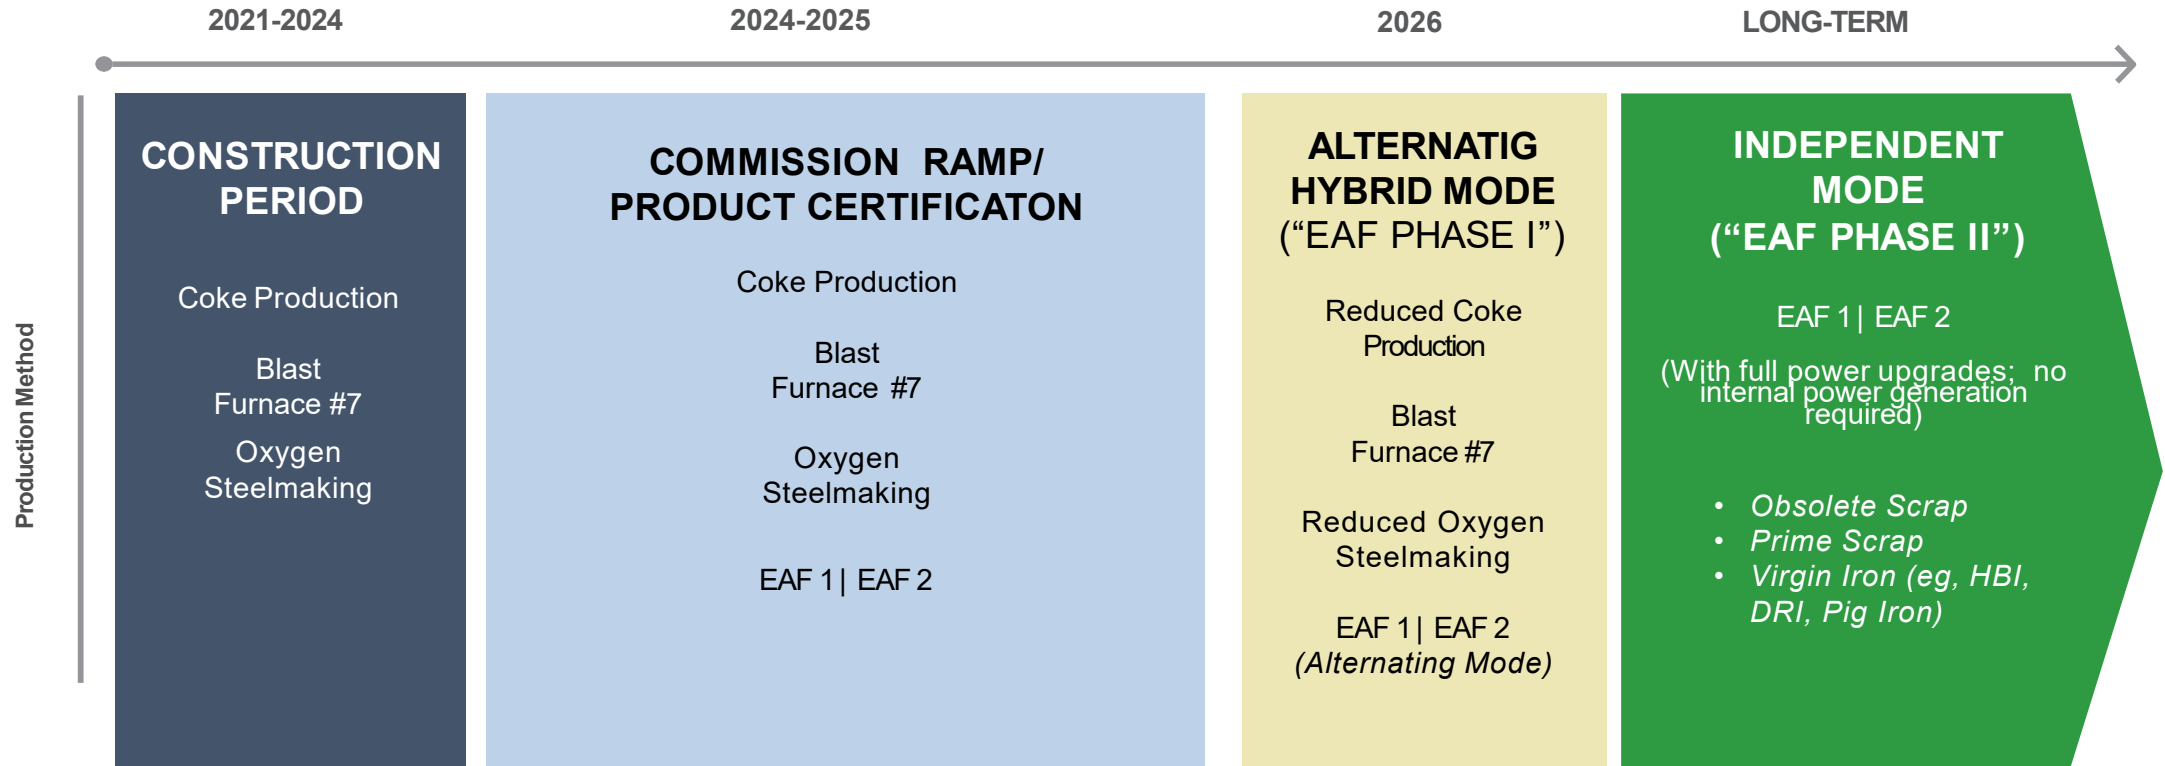 2021-2024
2024-2025
2026
LONG-TERM
Production Method
CONSTRUCTION
PERIOD
Coke Production
Blast
Furnace #7
Oxygen
Steelmaking
COMMISSION RAMP/
PRODUCT CERTIFICATON
Coke Production
Blast
Furnace #7
Oxygen
Steelmaking
EAF 1 | EAF 2
ALTERNATIG
HYBRID MODE
(“EAF PHASE I”)
Reduced Coke
Production
Blast
Furnace #7
Reduced Oxygen
Steelmaking
EAF 1 | EAF 2
(Alternating Mode)
INDEPENDENT
MODE
(“EAF PHASE II”)
EAF 1 | EAF 2
(With full power upgrades; no
internal power generation
required)
• Obsolete Scrap
• Prime Scrap
• Virgin Iron (eg, HBI,
DRI, Pig Iron)